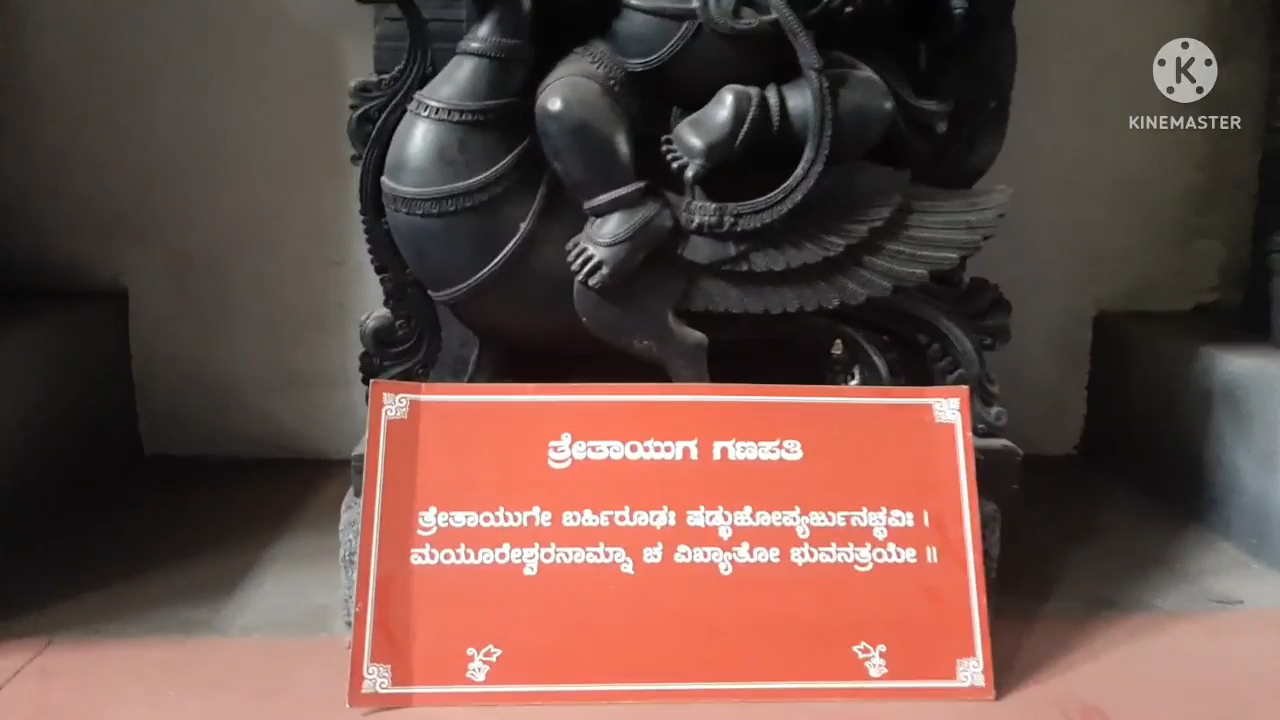 KINEMASTER
ತ್ರೇತಾಯುಗ ಗಣಪತಿ
ತ್ರೇತಾಯುಗೇ ಬರ್ಹಿರೂಢಃ ಷಡ್ಭುಜೋಪ್ಯರ್ಜುನಚ್ಛವಿಃ ।
ಮಯೂರೇಶ್ವರನಾಮ್ನಾ ಚ ವಿಖ್ಯಾತೋ ಭುವನತ್ರಯೇ ॥